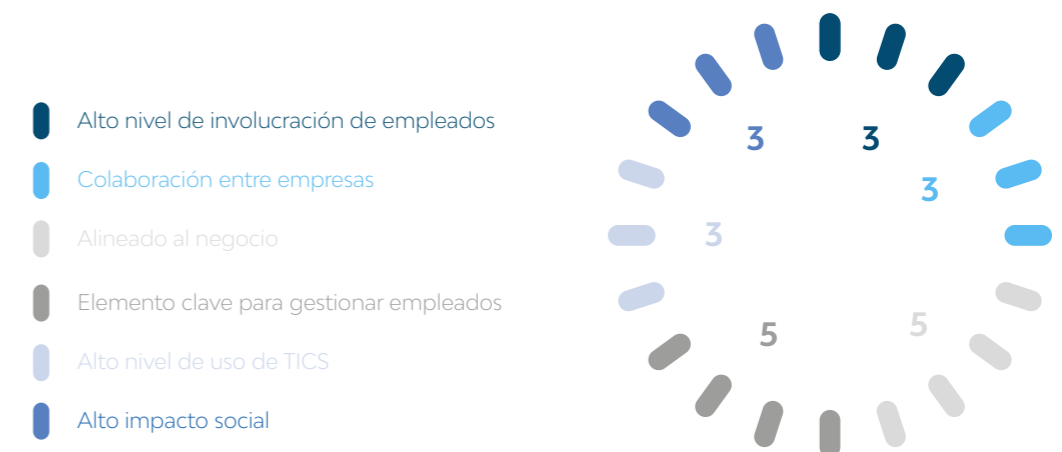 Alto nivel de involucración de empleados
Colaboración entre empresas
Alineado al negocio
Elemento clave para gestionar empleados
Alto nivel de uso de TICS
Alto impacto social
3 3
3
3
5
5